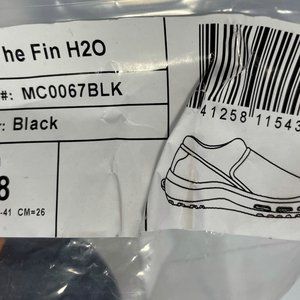 he Fin H2O
#: MC0067BLK
: Black
8
-41 CM=26
41258 11543